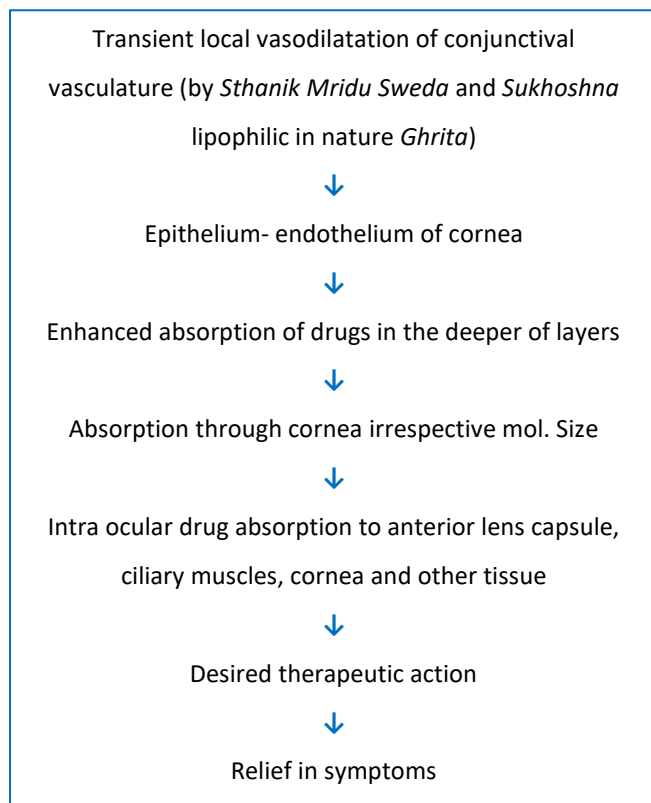 Transient local vasodilatation of conjunctival
vasculature (by Sthanik Mridu Sweda and Sukhoshna
lipophilic in nature Ghrita)
↓
Epithelium- endothelium of cornea
↓
Enhanced absorption of drugs in the deeper of layers
↓
Absorption through cornea irrespective mol. Size
↓
Intra ocular drug absorption to anterior lens capsule,
ciliary muscles, cornea and other tissue
↓
Desired therapeutic action
↓
Relief in symptoms